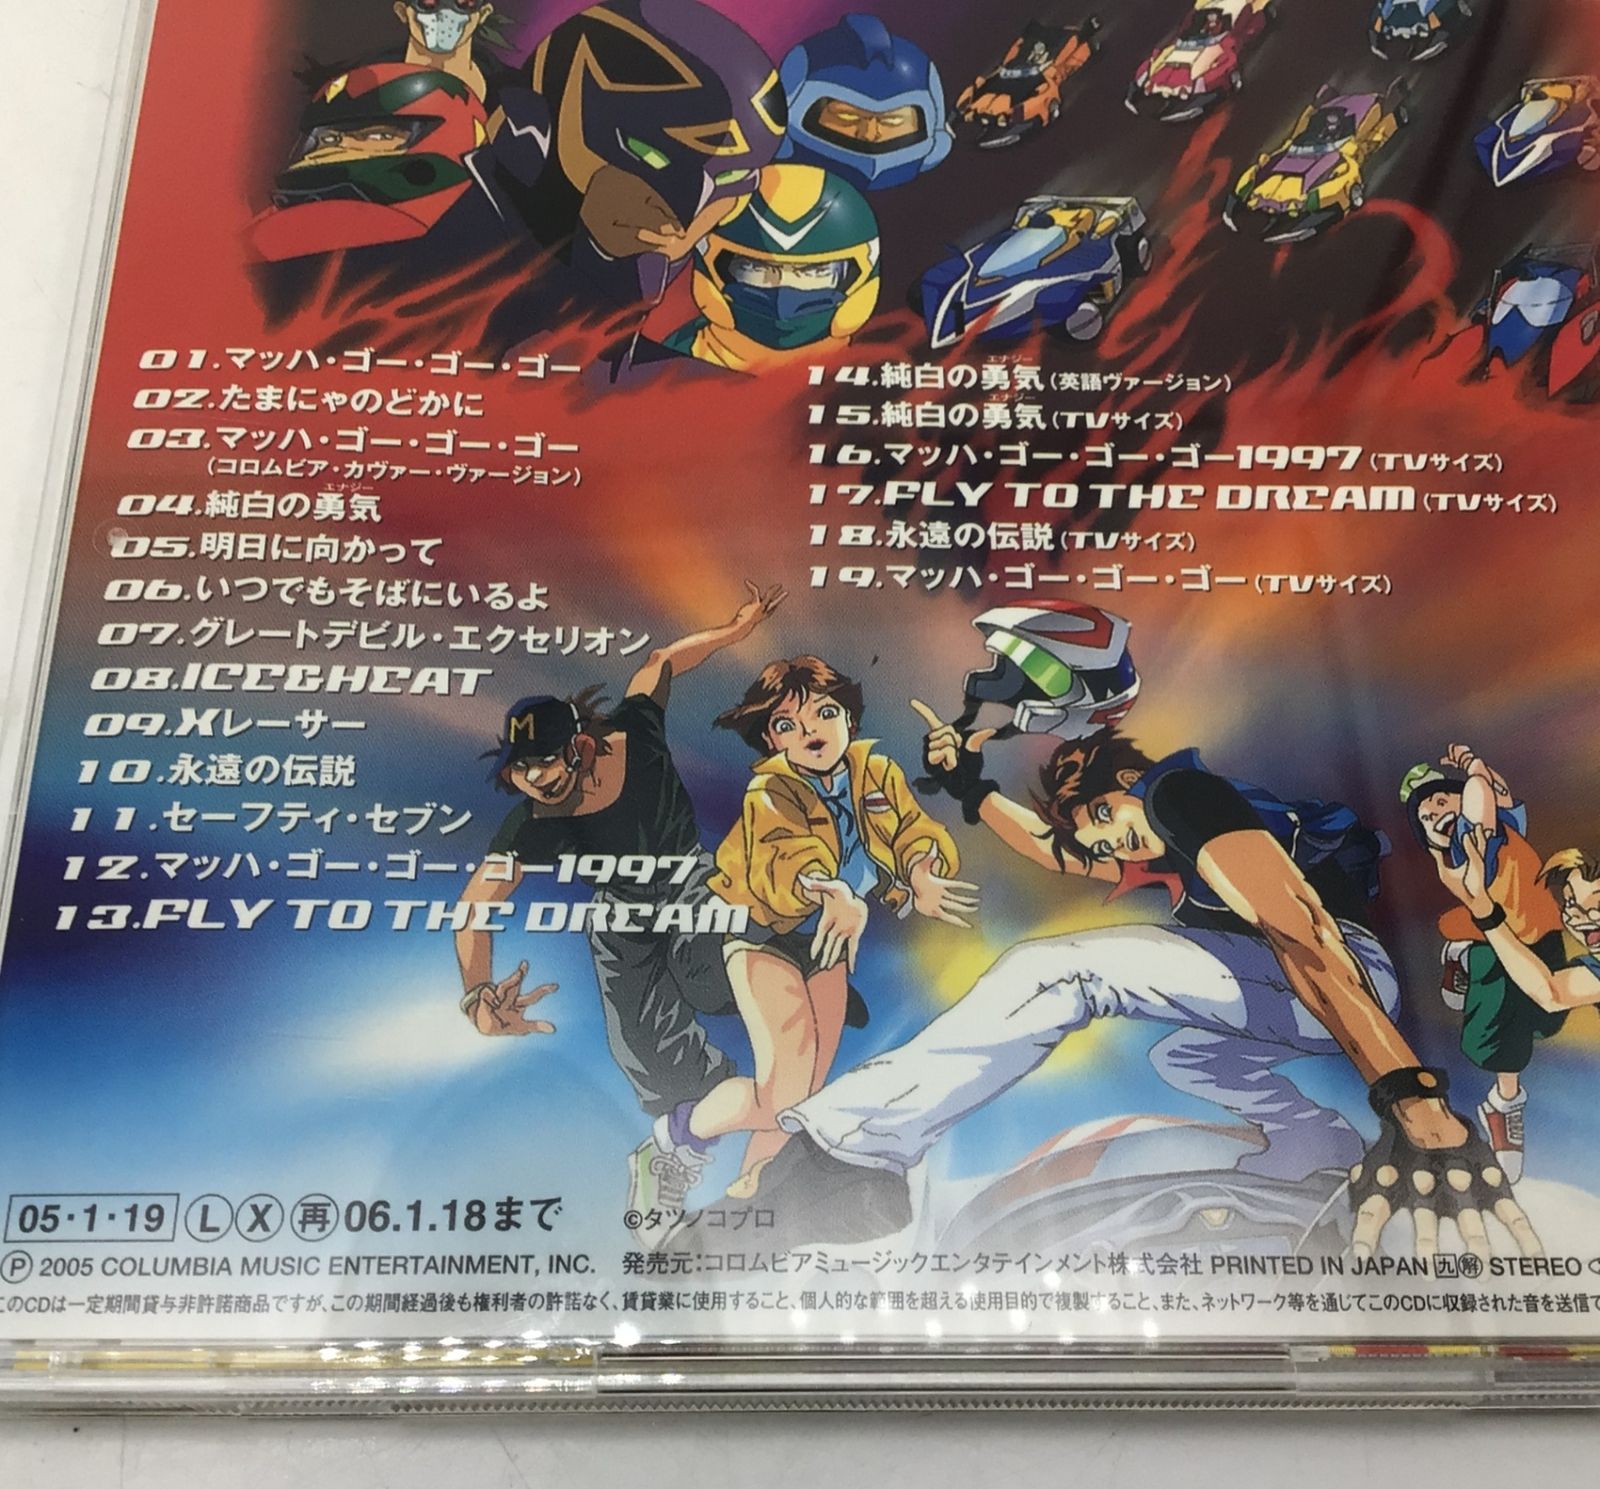 01.マッハ・ゴー・ゴー・ゴー
02.たまにゃのどかに
03.マッハ・ゴー・ゴー・ゴー
(コロムビア・カヴァー・ヴァージョン)
エナジー
04.純白の勇気
05.明日に向かって
06.いつでもそばにいるよ
07.グレートデビル・エクセリオン
08.ICE&HEAT
09.Xレーサー
10.永遠の伝説
11.セーフティ・セブン
12.マッハ・ゴー・ゴー・ゴー1997
13.FLY TO THE DREAM
エナジー
14.純白の勇気(英語ヴァージョン)
エナジー
15.純白の勇気(TVサイズ)
16.マッハ・ゴー・ゴー・ゴー1997(TVサイズ)
17.FLY TO THE DREAM(TVサイズ)
18.永遠の伝説(TVサイズ)
19.マッハ・ゴー・ゴー・ゴー(TVサイズ)
M
05・1・19 Ⓛ Ⓧ ㊢再 06.1.18まで ©タツノコプロ
Ⓟ 2005 COLUMBIA MUSIC ENTERTAINMENT, INC. 発売元:コロムビアミュージックエンタテインメント株式会社 PRINTED IN JAPAN 九 解 STEREO
このCDは一定期間貸与非許諾商品ですが、この期間経過後も権利者の許諾なく、賃貸業に使用すること、個人的な範囲を超える使用目的で複製すること、また、ネットワーク等を通じてこのCDに収録された音を送信で